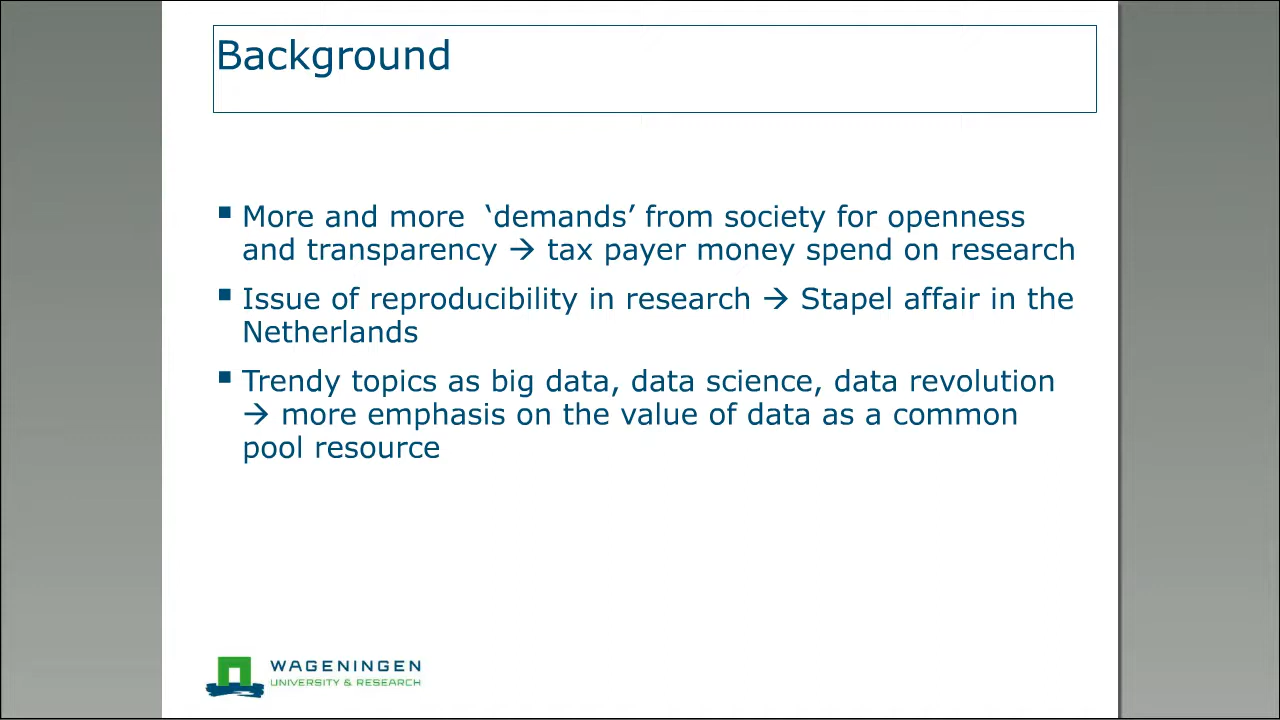 Background
▪ More and more  ‘demands’ from society for openness
and transparency → tax payer money spend on research
▪ Issue of reproducibility in research → Stapel affair in the
Netherlands
▪ Trendy topics as big data, data science, data revolution
→ more emphasis on the value of data as a common
pool resource
WAGENINGEN
UNIVERSITY & RESEARCH